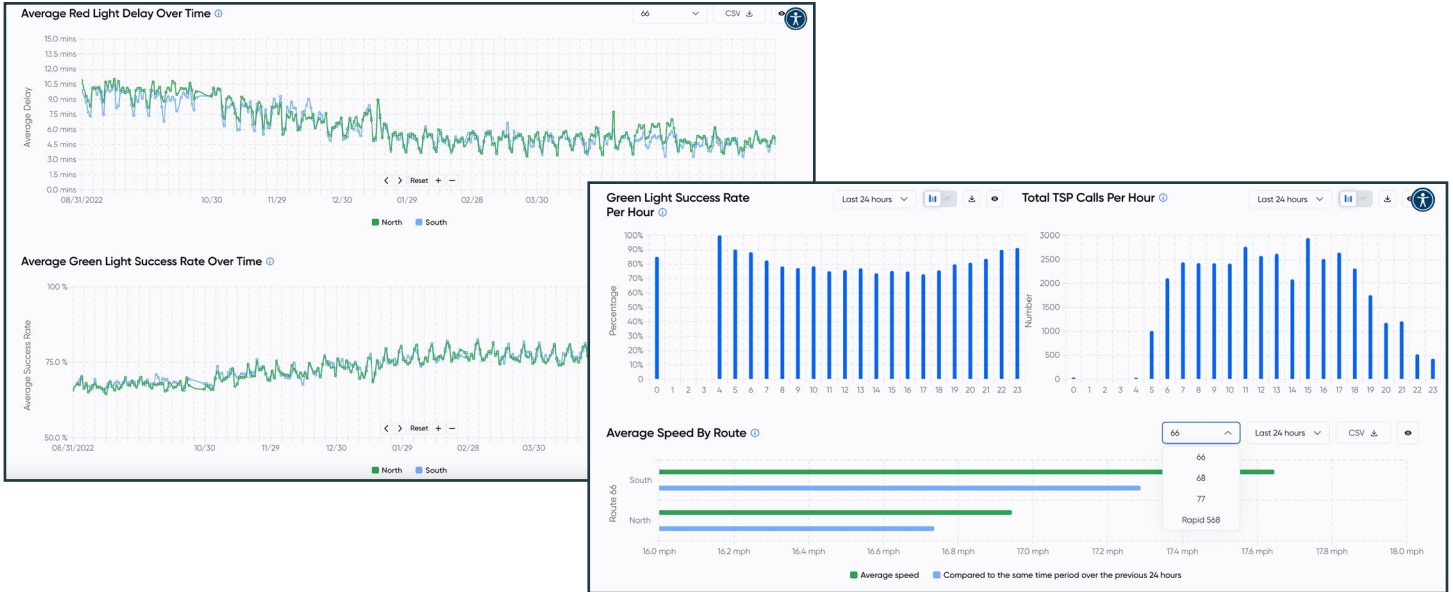 Average Red Light Delay Over Time
66
CSV
15.0 mins
13.5 mins
12.0 mins
10.5 mins
9.0 mins
7.5 mins
6.0 mins
4.5 mins
3.0 mins
1.5 mins
0.0 mins
Average Delay
Reset
08/31/2022 10/30 11/29 12/30 01/29 02/28 03/30
North South
Average Green Light Success Rate Over Time
100 %
75.0 %
50.0 %
Average Success Rate
Reset
08/31/2022 10/30 11/29 12/30 01/29 02/28 03/30
North South
Green Light Success Rate
Per Hour
Last 24 hours
100%
90%
80%
70%
60%
50%
40%
30%
20%
10%
0
Percentage
0 1 2 3 4 5 6 7 8 9 10 11 12 13 14 15 16 17 18 19 20 21 22 23
Total TSP Calls Per Hour
Last 24 hours
3000
2500
2000
1500
1000
500
0
Number
0 1 2 3 4 5 6 7 8 9 10 11 12 13 14 15 16 17 18 19 20 21 22 23
Average Speed By Route
66
Last 24 hours
CSV
66
68
77
Rapid 568
Route 66
South
North
16.0 mph 16.2 mph 16.4 mph 16.6 mph 16.8 mph 17.0 mph 17.2 mph 17.4 mph 17.6 mph 17.8 mph 18.0 mph
Average speed Compared to the same time period over the previous 24 hours